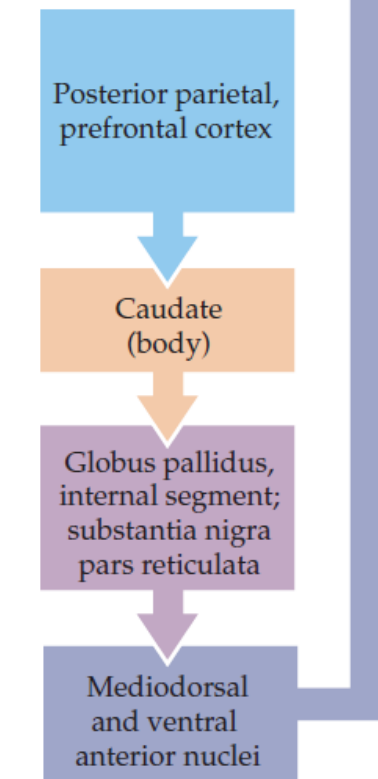 Posterior parietal,
prefrontal cortex
Caudate
(body)
Globus pallidus,
internal segment;
substantia nigra
pars reticulata
Mediodorsal
and ventral
anterior nuclei